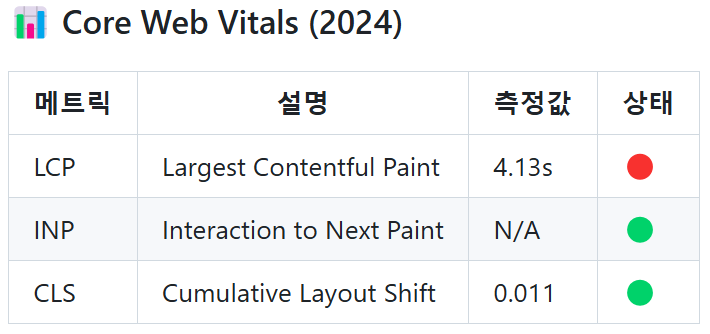 Core Web Vitals (2024)
메트릭 설명 측정값 상태
LCP Largest Contentful Paint 4.13s
INP Interaction to Next Paint N/A
CLS Cumulative Layout Shift 0.011